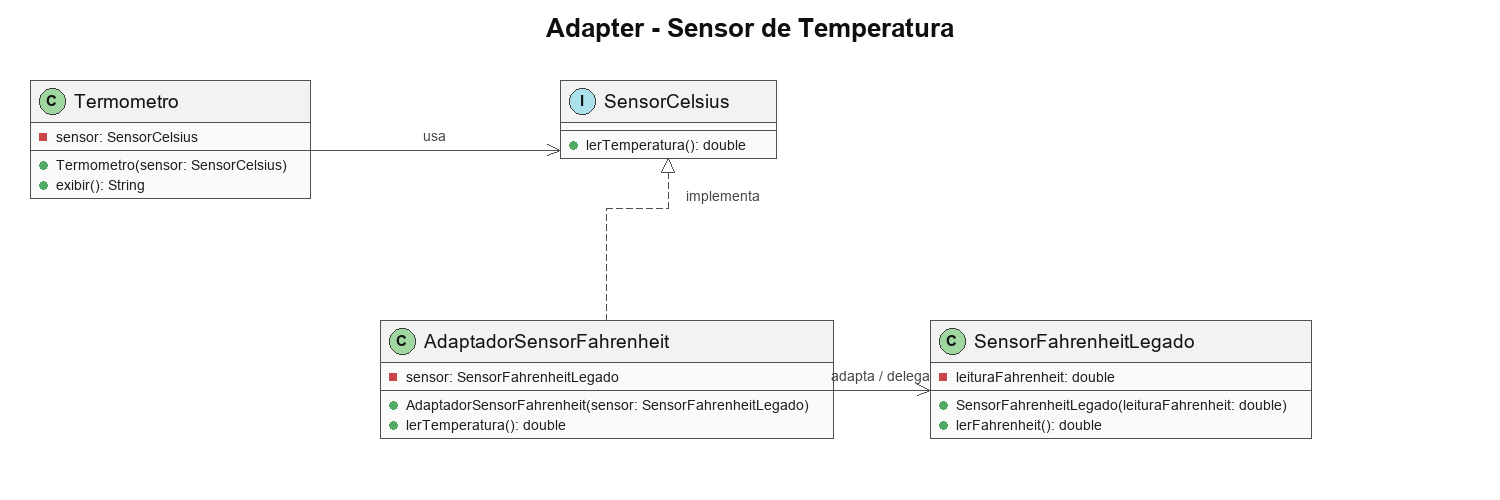 Adapter - Sensor de Temperatura
C Termometro
sensor: SensorCelsius
Termometro(sensor: SensorCelsius)
exibir(): String
usa
I SensorCelsius
lerTemperatura(): double
implementa
C AdaptadorSensorFahrenheit
sensor: SensorFahrenheitLegado
AdaptadorSensorFahrenheit(sensor: SensorFahrenheitLegado)
lerTemperatura(): double
adapta / delega
C SensorFahrenheitLegado
leituraFahrenheit: double
SensorFahrenheitLegado(leituraFahrenheit: double)
lerFahrenheit(): double